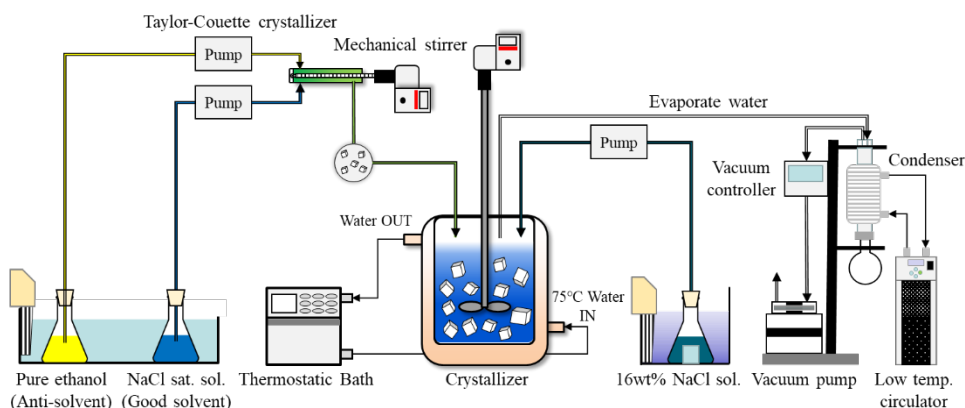 Taylor-Couette crystallizer
Pump
Mechanical stirrer
Pump
Evaporate water
Pump
Vacuum
controller
Condenser
Water OUT
75°C Water
IN
Pure ethanol
(Anti-solvent)
NaCl sat. sol.
(Good solvent)
Thermostatic Bath
Crystallizer
16wt% NaCl sol.
Vacuum pump
Low temp.
circulator